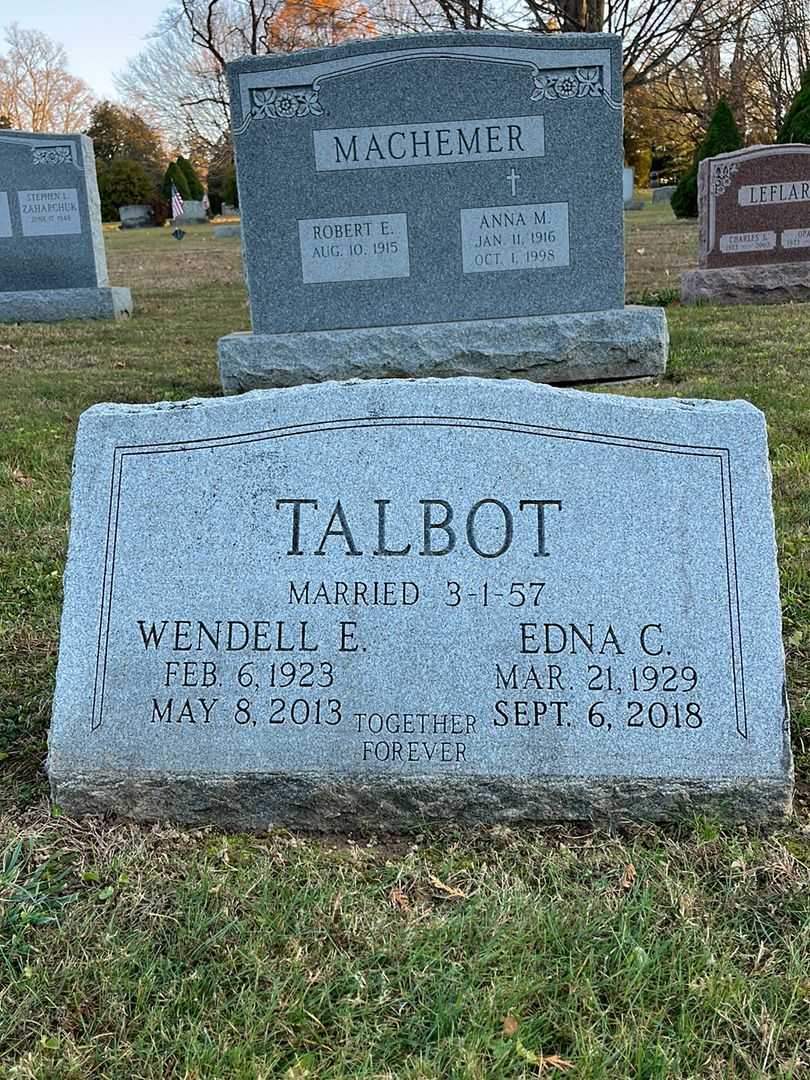 MACHEMER
ROBERT E.
AUG. 10. 1915
ANNA M.
JAN. 11. 1916
OCT. 1. 1998
STEPHEN L.
ZAHARCHUK
LEFLAR
CHARLES L.
TALBOT
MARRIED 3-1-57
WENDELL E.
FEB. 6, 1923
MAY 8, 2013
EDNA C.
MAR. 21, 1929
SEPT. 6, 2018
TOGETHER
FOREVER